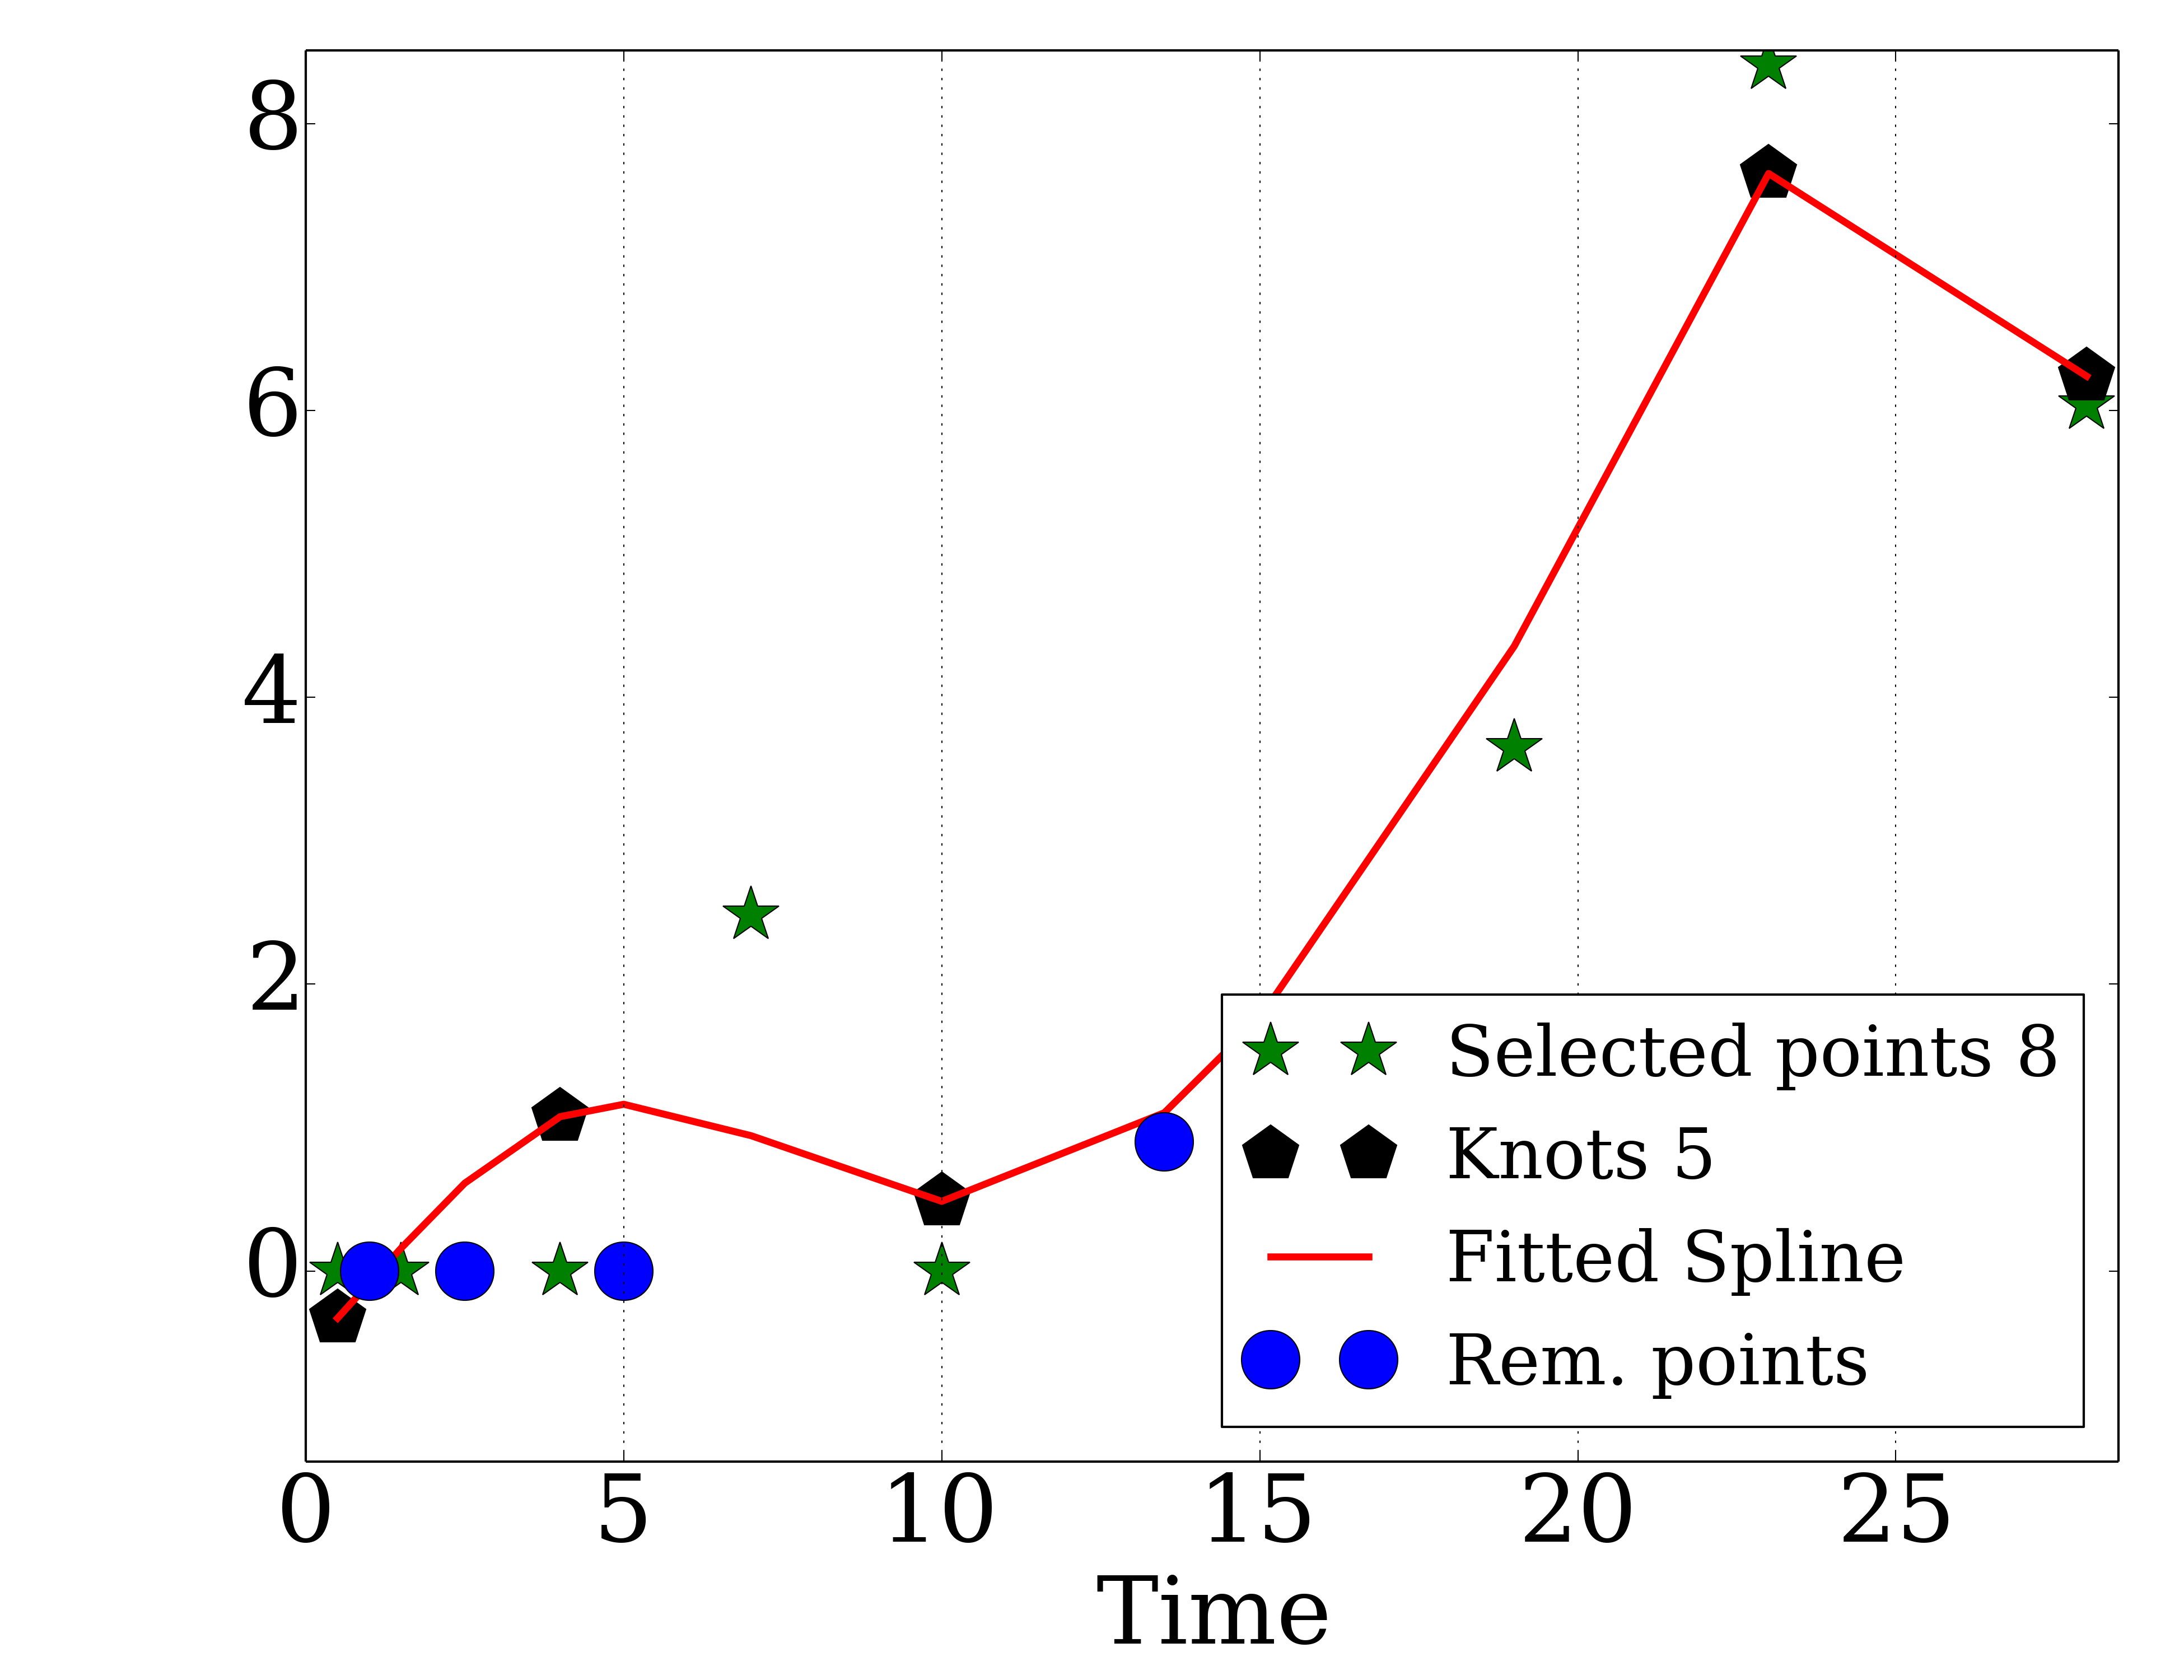 8
6
4
2
0
Selected points 8
Knots 5
Fitted Spline
Rem. points
0 5 10 15 20 25
Time